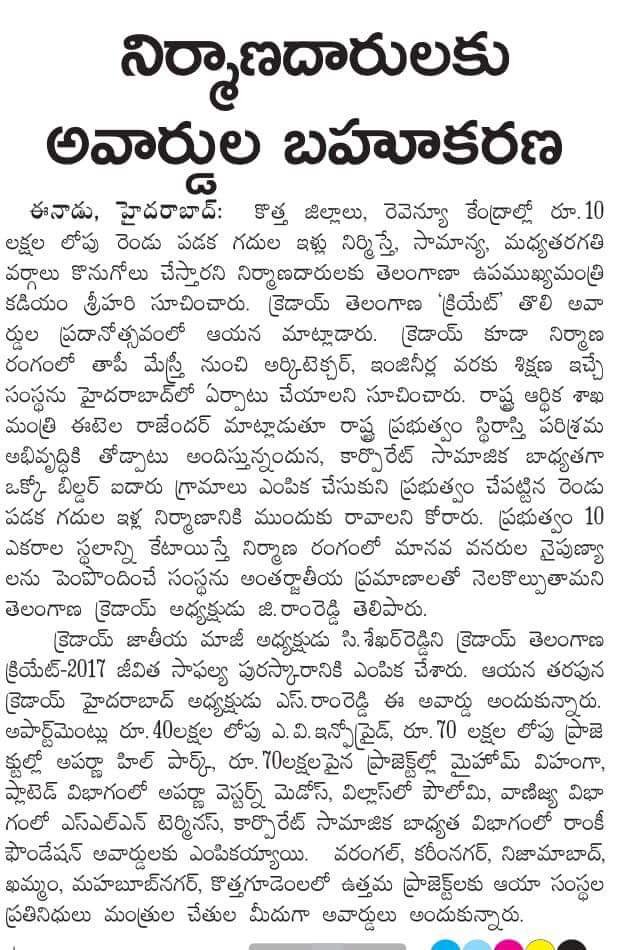 నిర్మాణదారులకు
అవార్డుల బహూకరణ
ఈనాడు, హైదరాబాద్: కొత్త జిల్లాలు, రెవెన్యూ కేంద్రాల్లో రూ.10
లక్షల లోపు రెండు పడక గదుల ఇళ్లు నిర్మిస్తే, సామాన్య, మధ్యతరగతి
వర్గాలు కొనుగోలు చేస్తారని నిర్మాణదారులకు తెలంగాణా ఉపముఖ్యమంత్రి
కడియం శ్రీహరి సూచించారు. క్రెడాయ్ తెలంగాణ ‘క్రియేట్’ తొలి అవా
ర్డుల ప్రదానోత్సవంలో ఆయన మాట్లాడారు. క్రెడాయ్ కూడా నిర్మాణ
రంగంలో తాపీ మేస్త్రీ నుంచి అర్కిటెక్చర్, ఇంజినీర్ల వరకు శిక్షణ ఇచ్చే
సంస్థను హైదరాబాద్‌లో ఏర్పాటు చేయాలని సూచించారు. రాష్ట్ర ఆర్థిక శాఖ
మంత్రి ఈటెల రాజేందర్ మాట్లాడుతూ రాష్ట్ర ప్రభుత్వం స్థిరాస్తి పరిశ్రమ
అభివృద్ధికి తోడ్పాటు అందిస్తున్నందున, కార్పొరేట్ సామాజిక బాధ్యతగా
ఒక్కో బిల్డర్ ఐదారు గ్రామాలు ఎంపిక చేసుకుని ప్రభుత్వం చేపట్టిన రెండు
పడక గదుల ఇళ్ల నిర్మాణానికి ముందుకు రావాలని కోరారు. ప్రభుత్వం 10
ఎకరాల స్థలాన్ని కేటాయిస్తే నిర్మాణ రంగంలో మానవ వనరుల నైపుణ్యా
లను పెంపొందించే సంస్థను అంతర్జాతీయ ప్రమాణాలతో నెలకొల్పుతామని
తెలంగాణ క్రెడాయ్ అధ్యక్షుడు జి.రాంరెడ్డి తెలిపారు.
క్రెడాయ్ జాతీయ మాజీ అధ్యక్షుడు సి.శేఖర్‌రెడ్డిని క్రెడాయ్ తెలంగాణ
క్రియేట్-2017 జీవిత సాఫల్య పురస్కారానికి ఎంపిక చేశారు. ఆయన తరపున
క్రెడాయ్ హైదరాబాద్ అధ్యక్షుడు ఎస్.రాంరెడ్డి ఈ అవార్డు అందుకున్నారు.
అపార్ట్‌మెంట్లు రూ.40లక్షల లోపు ఎ.వి.ఇన్ఫోప్రైడ్, రూ.70 లక్షల లోపు ప్రాజె
క్టుల్లో అపర్ణా హిల్ పార్క్, రూ.70లక్షలపైన ప్రాజెక్ట్‌ల్లో మైహోమ్ విహంగా,
ప్లాటెడ్ విభాగంలో అపర్ణా వెస్టర్న్ మెడోస్, విల్లాస్‌లో పౌలోమి, వాణిజ్య విభా
గంలో ఎస్ఎల్ఎన్ టెర్మినస్, కార్పొరేట్ సామాజిక బాధ్యత విభాగంలో రాంకీ
ఫౌండేషన్ అవార్డులకు ఎంపికయ్యాయి. వరంగల్, కరీంనగర్, నిజామాబాద్,
ఖమ్మం, మహబూబ్‌నగర్, కొత్తగూడెంలలో ఉత్తమ ప్రాజెక్ట్‌లకు ఆయా సంస్థల
ప్రతినిధులు మంత్రుల చేతుల మీదుగా అవార్డులు అందుకున్నారు.